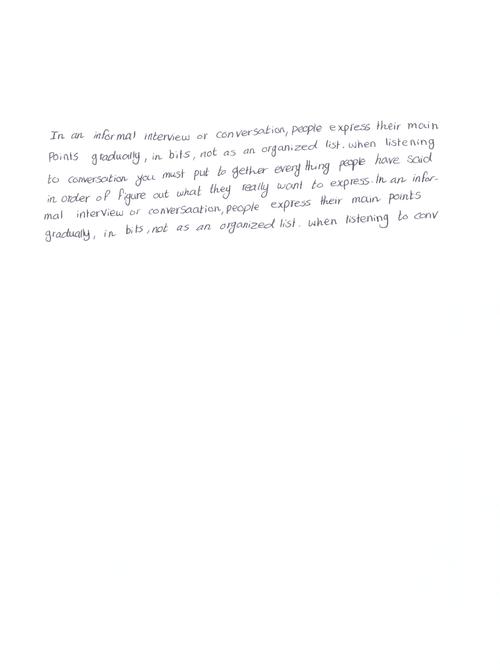 In an informal interview or conversation, people express their main
Points gradually, in bits, not as an organized list. when listening
to conversation you must put to gether every thing people have said
in order of figure out what they really want to express. In an infor-
mal interview or conversaation, people express their main points
gradually, in bits, not as an organized list. when listening to conv